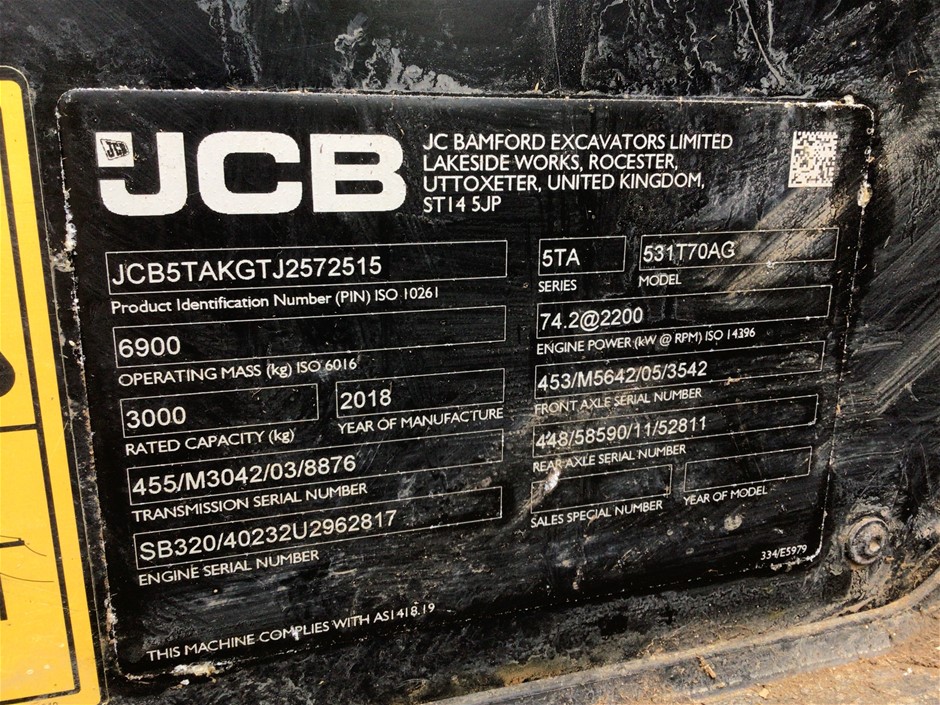 JCB
JC BAMFORD EXCAVATORS LIMITED
LAKESIDE WORKS, ROCESTER,
UTTOXETER, UNITED KINGDOM,
ST14 5JP
JCB5TAKGTJ2572515
Product Identification Number (PIN) ISO 10261
5TA
SERIES
531T70AG
MODEL
6900
OPERATING MASS (kg) ISO 6016
74.2@2200
ENGINE POWER (kW @ RPM) ISO 14396
3000
RATED CAPACITY (kg)
2018
YEAR OF MANUFACTURE
453/M5642/05/3542
FRONT AXLE SERIAL NUMBER
455/M3042/03/8876
TRANSMISSION SERIAL NUMBER
448/58590/11/52811
REAR AXLE SERIAL NUMBER
SB320/40232U2962817
ENGINE SERIAL NUMBER
SALES SPECIAL NUMBER
YEAR OF MODEL
334/E5979
THIS MACHINE COMPLIES WITH AS1418.19